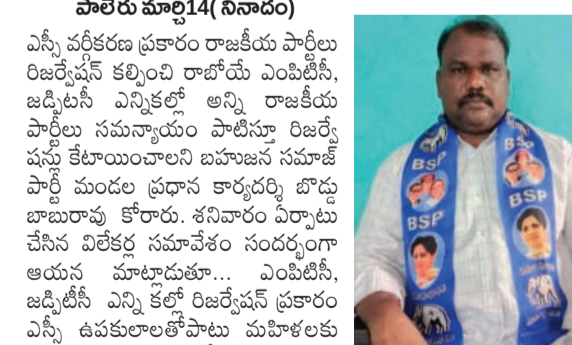 పాలేరు మార్చి14( నినాదం)
ఎస్సీ వర్గీకరణ ప్రకారం రాజకీయ పార్టీలు
రిజర్వేషన్ కల్పించి రాబోయే ఎంపిటిసీ,
జడ్పిటసీ ఎన్నికల్లో అన్ని రాజకీయ
పార్టీలు సమన్యాయం పాటిస్తూ రిజర్వే
షన్లు కేటాయించాలని బహుజన సమాజ్
పార్టీ మండల ప్రధాన కార్యదర్శి బొడ్డు
బాబురావు కోరారు. శనివారం ఏర్పాటు
చేసిన విలేకర్ల సమావేశం సందర్భంగా
ఆయన మాట్లాడుతూ... ఎంపిటిసీ,
జడ్పిటీసీ ఎన్ని కల్లో రిజర్వేషన్ ప్రకారం
ఎస్సీ ఉపకులాలతోపాటు మహిళలకు
BSP
BSP
BSP
BSP